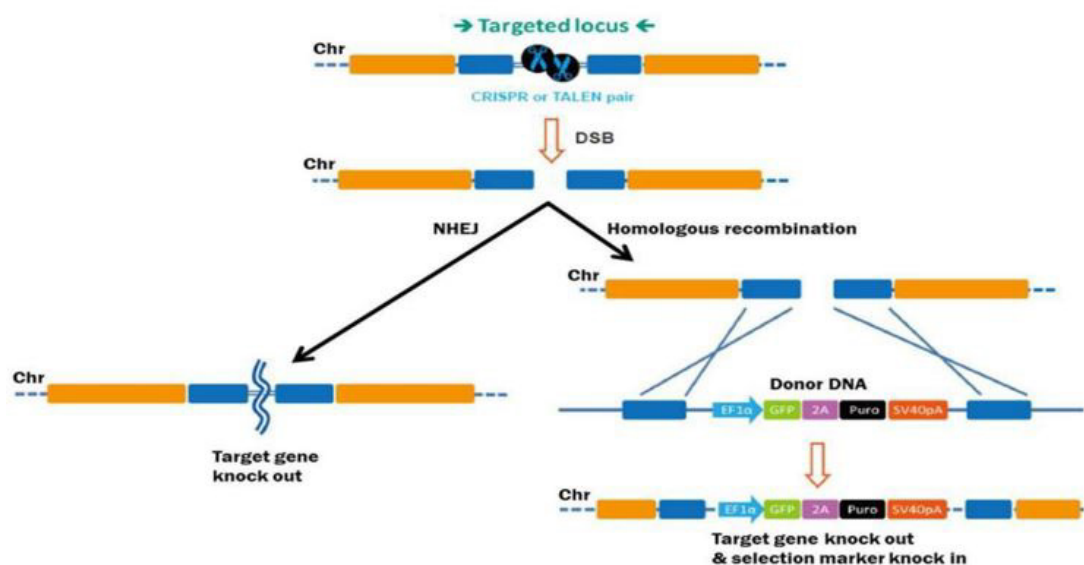 → Targeted locus ←
Chr
CRISPR or TALEN pair
DSB
Chr
NHEJ
Homologous recombination
Chr
Chr
Target gene
knock out
Donor DNA
EF1α GFP 2A Puro SV40pA
Chr
EF1α GFP 2A Puro SV40pA
Target gene knock out
& selection marker knock in